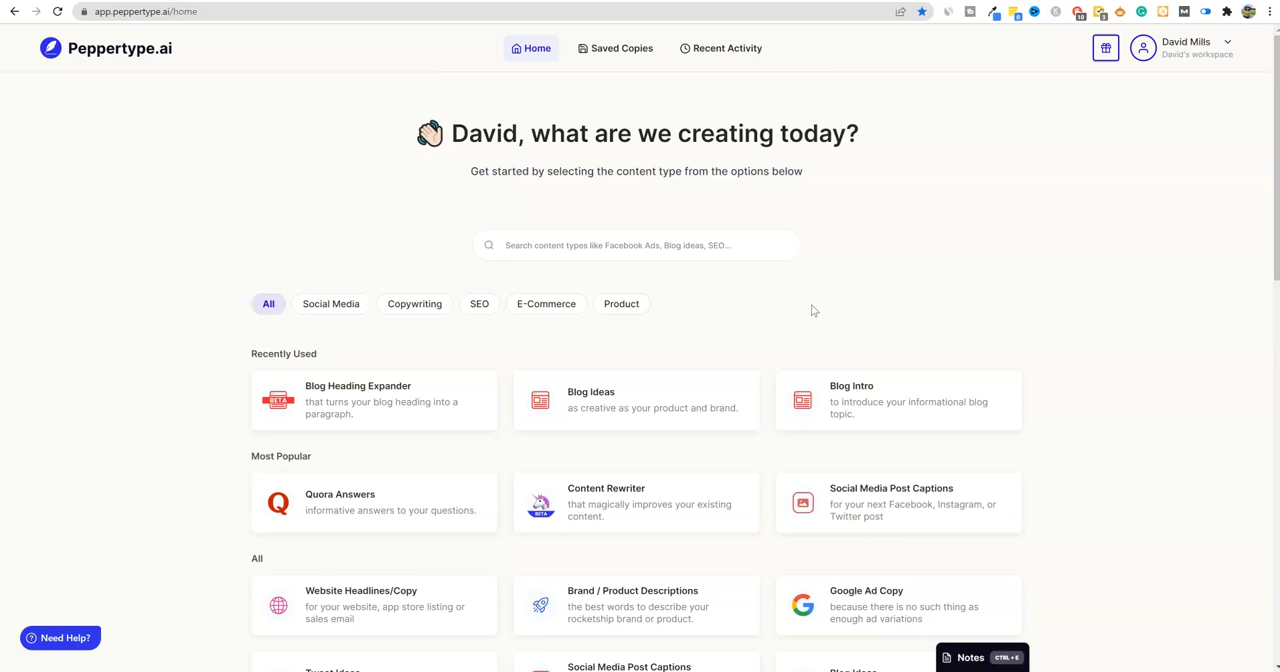 app.peppertype.ai/home
Peppertype.ai
Home
Saved Copies
Recent Activity
David Mills
David's workspace
David, what are we creating today?
Get started by selecting the content type from the options below
Search content types like Facebook Ads, Blog ideas, SEO...
All
Social Media
Copywriting
SEO
E-Commerce
Product
Recently Used
BETA
Blog Heading Expander
that turns your blog heading into a
paragraph.
Blog Ideas
as creative as your product and brand.
Blog Intro
to introduce your informational blog
topic.
Most Popular
Q
Quora Answers
informative answers to your questions.
BETA
Content Rewriter
that magically improves your existing
content.
Social Media Post Captions
for your next Facebook, Instagram, or
Twitter post
All
Website Headlines/Copy
for your website, app store listing or
sales email
Brand / Product Descriptions
the best words to describe your
rocketship brand or product.
G
Google Ad Copy
because there is no such thing as
enough ad variations
Need Help?
Notes
CTRL+E
Tweet Ideas
Social Media Post Captions
Blog Ideas